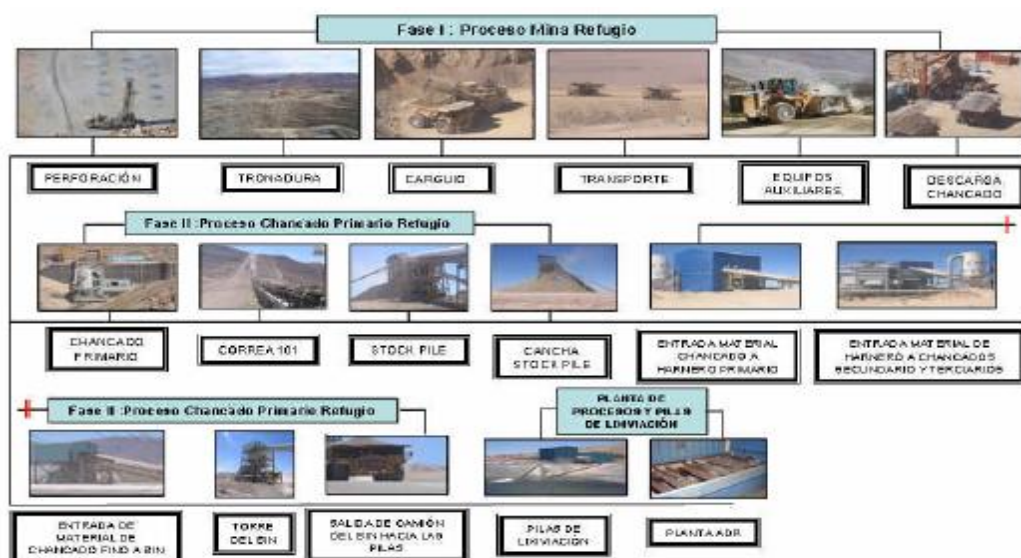 Fase I : Proceso Mina Refugio
PERFORACIÓN
TRONADURA
CARGUIO
TRANSPORTE
EQUIPOS
AUXILIARES
DESCARGA
CHANCADO
Fase II :Proceso Chancado Primario Refugio
CHANCADO
PRIMARIO
CORREA 101
STOCK PILE
CANCHA
STOCK PILE
ENTRADA MATERIAL
CHANCADO A
HARNERO PRIMARIO
ENTRADA MATERIAL DE
HARNERO A CHANCADOS
SECUNDARIO Y TERCIARIOS
Fase II :Proceso Chancado Primario Refugio
PLANTA DE
PROCESOS Y PILAS
DE LIXIVIACIÓN
ENTRADA DE
MATERIAL DE
CHANCADO FINO A BIN
TORRE
DEL BIN
SALIDA DE CAMIÓN
DEL BIN HACIA LAS
PILAS
PILAS DE
LIXIVIACIÓN
PLANTA ADR